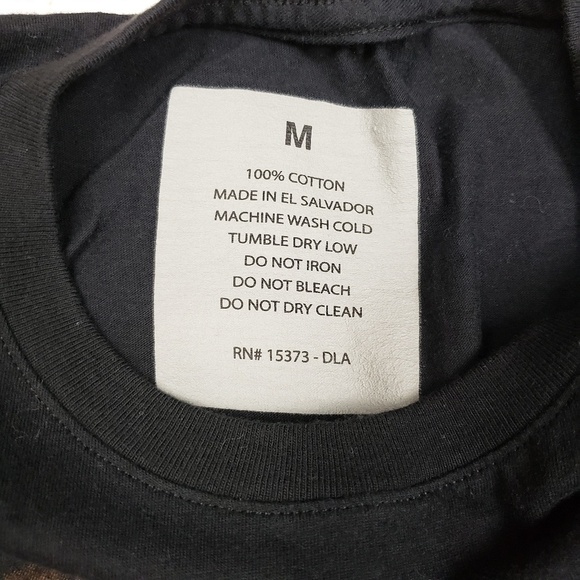 M
100% COTTON
MADE IN EL SALVADOR
MACHINE WASH COLD
TUMBLE DRY LOW
DO NOT IRON
DO NOT BLEACH
DO NOT DRY CLEAN
RN# 15373 - DLA